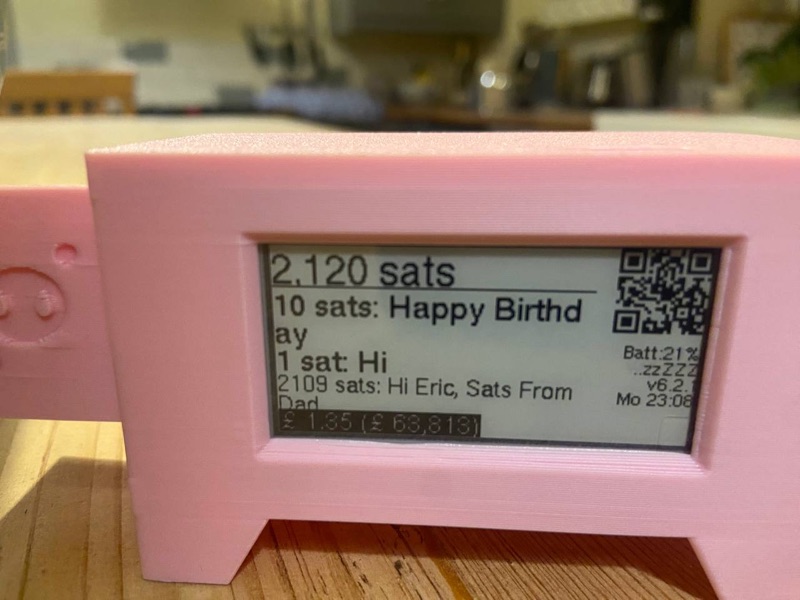 2,120 sats
10 sats: Happy Birthd
ay
1 sat: Hi
2109 sats: Hi Eric, Sats From
Dad
£ 1.35 (£ 63,813)
Batt:21%
..zzZZZ
v6.2.1
Mo 23:08